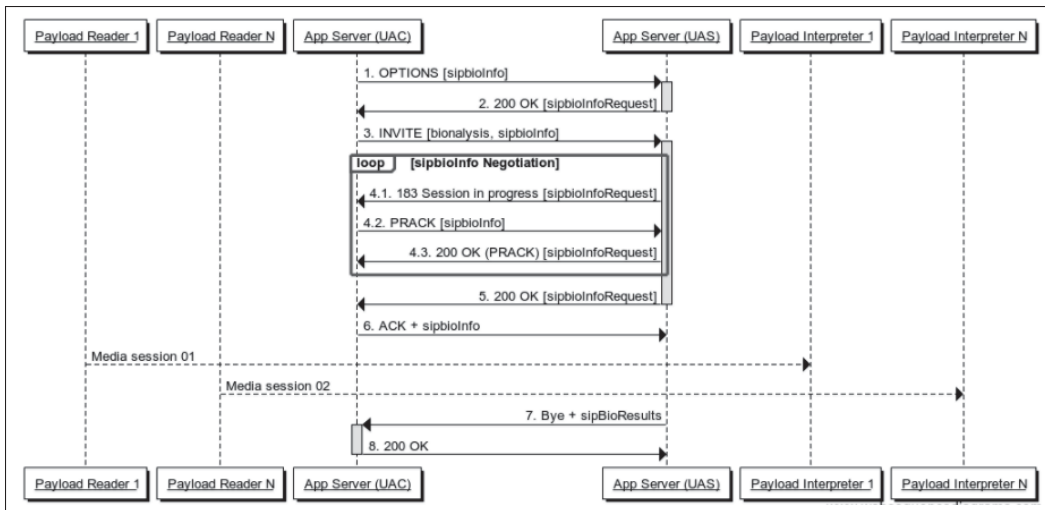 Payload Reader 1
Payload Reader N
App Server (UAC)
App Server (UAS)
Payload Interpreter 1
Payload Interpreter N
1. OPTIONS [sipbioInfo]
2. 200 OK [sipbioInfoRequest]
3. INVITE [bionalysis, sipbioInfo]
loop [sipbioInfo Negotiation]
4.1. 183 Session in progress [sipbioInfoRequest]
4.2. PRACK [sipbioInfo]
4.3. 200 OK (PRACK) [sipbioInfoRequest]
5. 200 OK [sipbioInfoRequest]
6. ACK + sipbioInfo
Media session 01
Media session 02
7. Bye + sipBioResults
8. 200 OK
Payload Reader 1
Payload Reader N
App Server (UAC)
App Server (UAS)
Payload Interpreter 1
Payload Interpreter N